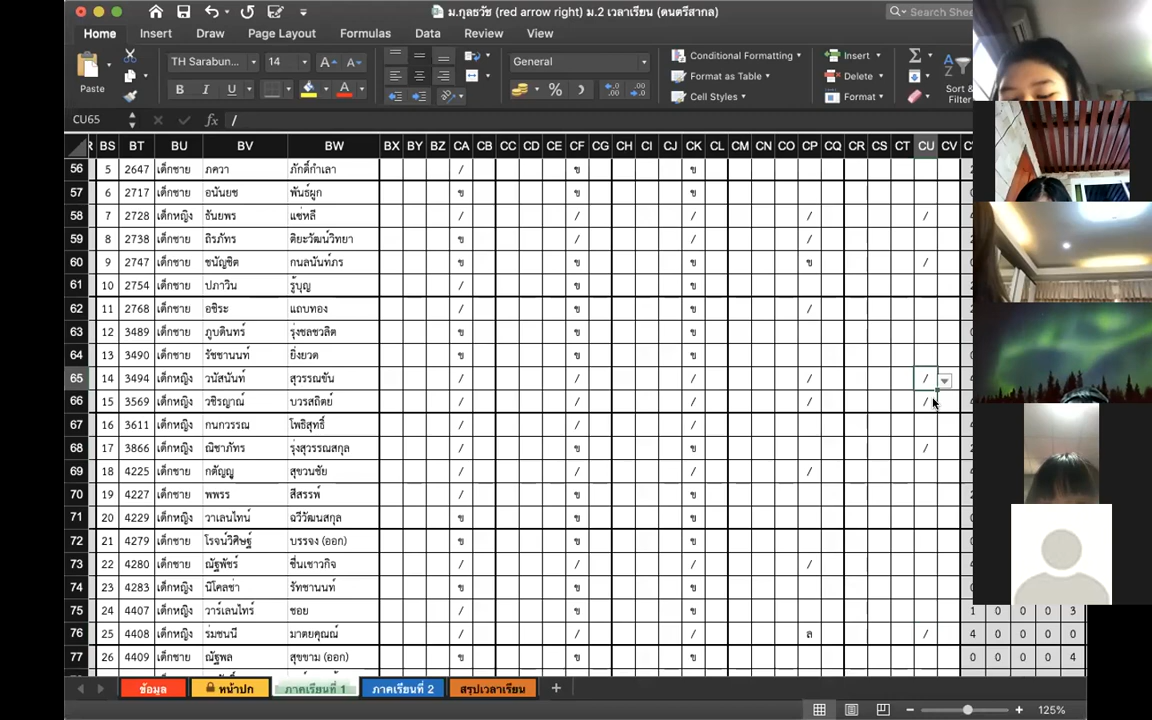 ม.กุลธวัช (red arrow right) ม.2 เวลาเรียน (ดนตรีสากล)
Search She
Home Insert Draw Page Layout Formulas Data Review View
Paste TH Sarabun... 14 A A General Conditional Formatting Insert
B I U A % Format as Table Delete Sort & Filter
Cell Styles Format
CU65 fx /
BS BT BU BV BW BX BY BZ CA CB CC CD CE CF CG CH CI CJ CK CL CM CN CO CP CQ CR CS CT CU CV
56 5 2647 เด็กชาย ภควา ภักดิ์กำเลา / ข ข
57 6 2717 เด็กชาย อนันยช พันธ์ผูก ข ข ข
58 7 2728 เด็กหญิง ธันยพร แซ่หลี / / / / /
59 8 2738 เด็กชาย ถิรภัทร ติยะวัฒน์วิทยา ข / / /
60 9 2747 เด็กชาย ชนัญชิต กนลนันท์ภร ข / / ข /
61 10 2754 เด็กชาย ปภาวิน รู้บุญ / ข ข
62 11 2768 เด็กชาย อชิระ แถบทอง / ข ข /
63 12 3489 เด็กชาย ภูบดินทร์ รุ่งชลชวลิต ข ข ข
64 13 3490 เด็กชาย รัชชานนท์ ยิ่งยวด ข ข ข
65 14 3494 เด็กหญิง วนัสนันท์ สุวรรณขัน / / / / /
66 15 3569 เด็กหญิง วชิรญาณ์ บวรสถิตย์ / / / / /
67 16 3611 เด็กหญิง กนกวรรณ โพธิสุทธิ์ / / /
68 17 3866 เด็กหญิง ณิชาภัทร รุ่งสุวรรณสกุล / ข ข /
69 18 4225 เด็กชาย กตัญญู สุขวนชัย / / / /
70 19 4227 เด็กชาย พพรร สีสรรพ์ / ข ข
71 20 4229 เด็กหญิง วาเลนไทน์ ฉวีวัฒนสกุล ข ข ข
72 21 4279 เด็กชาย โรจน์วิศิษฎ์ บรรจง (ออก) ข ข ข
73 22 4280 เด็กชาย ณัฐพัชร์ ชื่นเชาวกิจ / / / /
74 23 4283 เด็กหญิง นิโคลช่า รัทชานนท์ ข ข ข
75 24 4407 เด็กหญิง วาร์เลนไทร์ ชอย / ข ข 1 0 0 0 3
76 25 4408 เด็กหญิง ร่มชนนี มาตยคุณณ์ / / / ล / 4 0 0 0 0
77 26 4409 เด็กชาย ณัฐพล สุขขาม (ออก) ข ข ข 0 0 0 0 4
ข้อมูล หน้าปก ภาคเรียนที่ 1 ภาคเรียนที่ 2 สรุปเวลาเรียน +
125%